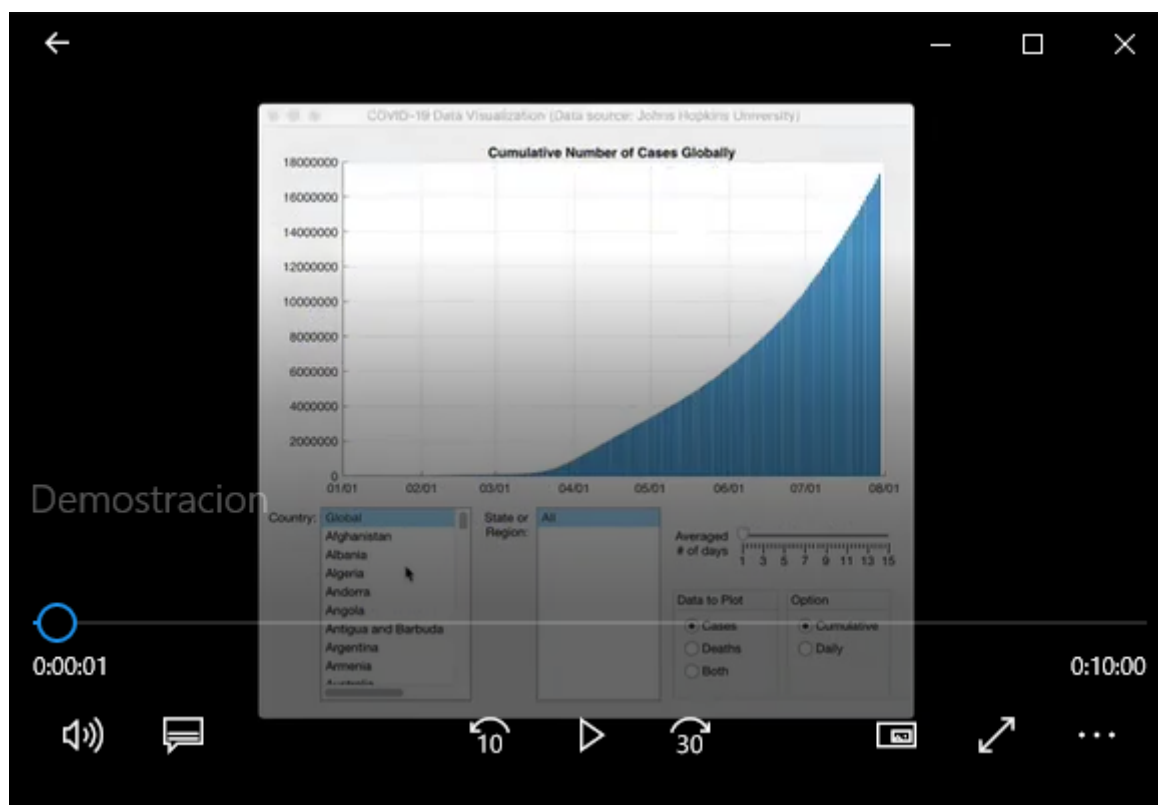 COVID-19 Data Visualization (Data source: Johns Hopkins University)
Cumulative Number of Cases Globally
18000000
16000000
14000000
12000000
10000000
8000000
6000000
4000000
2000000
0
01/01 02/01 03/01 04/01 05/01 06/01 07/01 08/01
Demostracion
Country:
Global
Afghanistan
Albania
Algeria
Andorra
Angola
Antigua and Barbuda
Argentina
Armenia
Australia
State or
Region:
All
Averaged
# of days
1 3 5 7 9 11 13 15
Data to Plot
Cases
Deaths
Both
Option
Cumulative
Daily
0:00:01
0:10:00
10
30